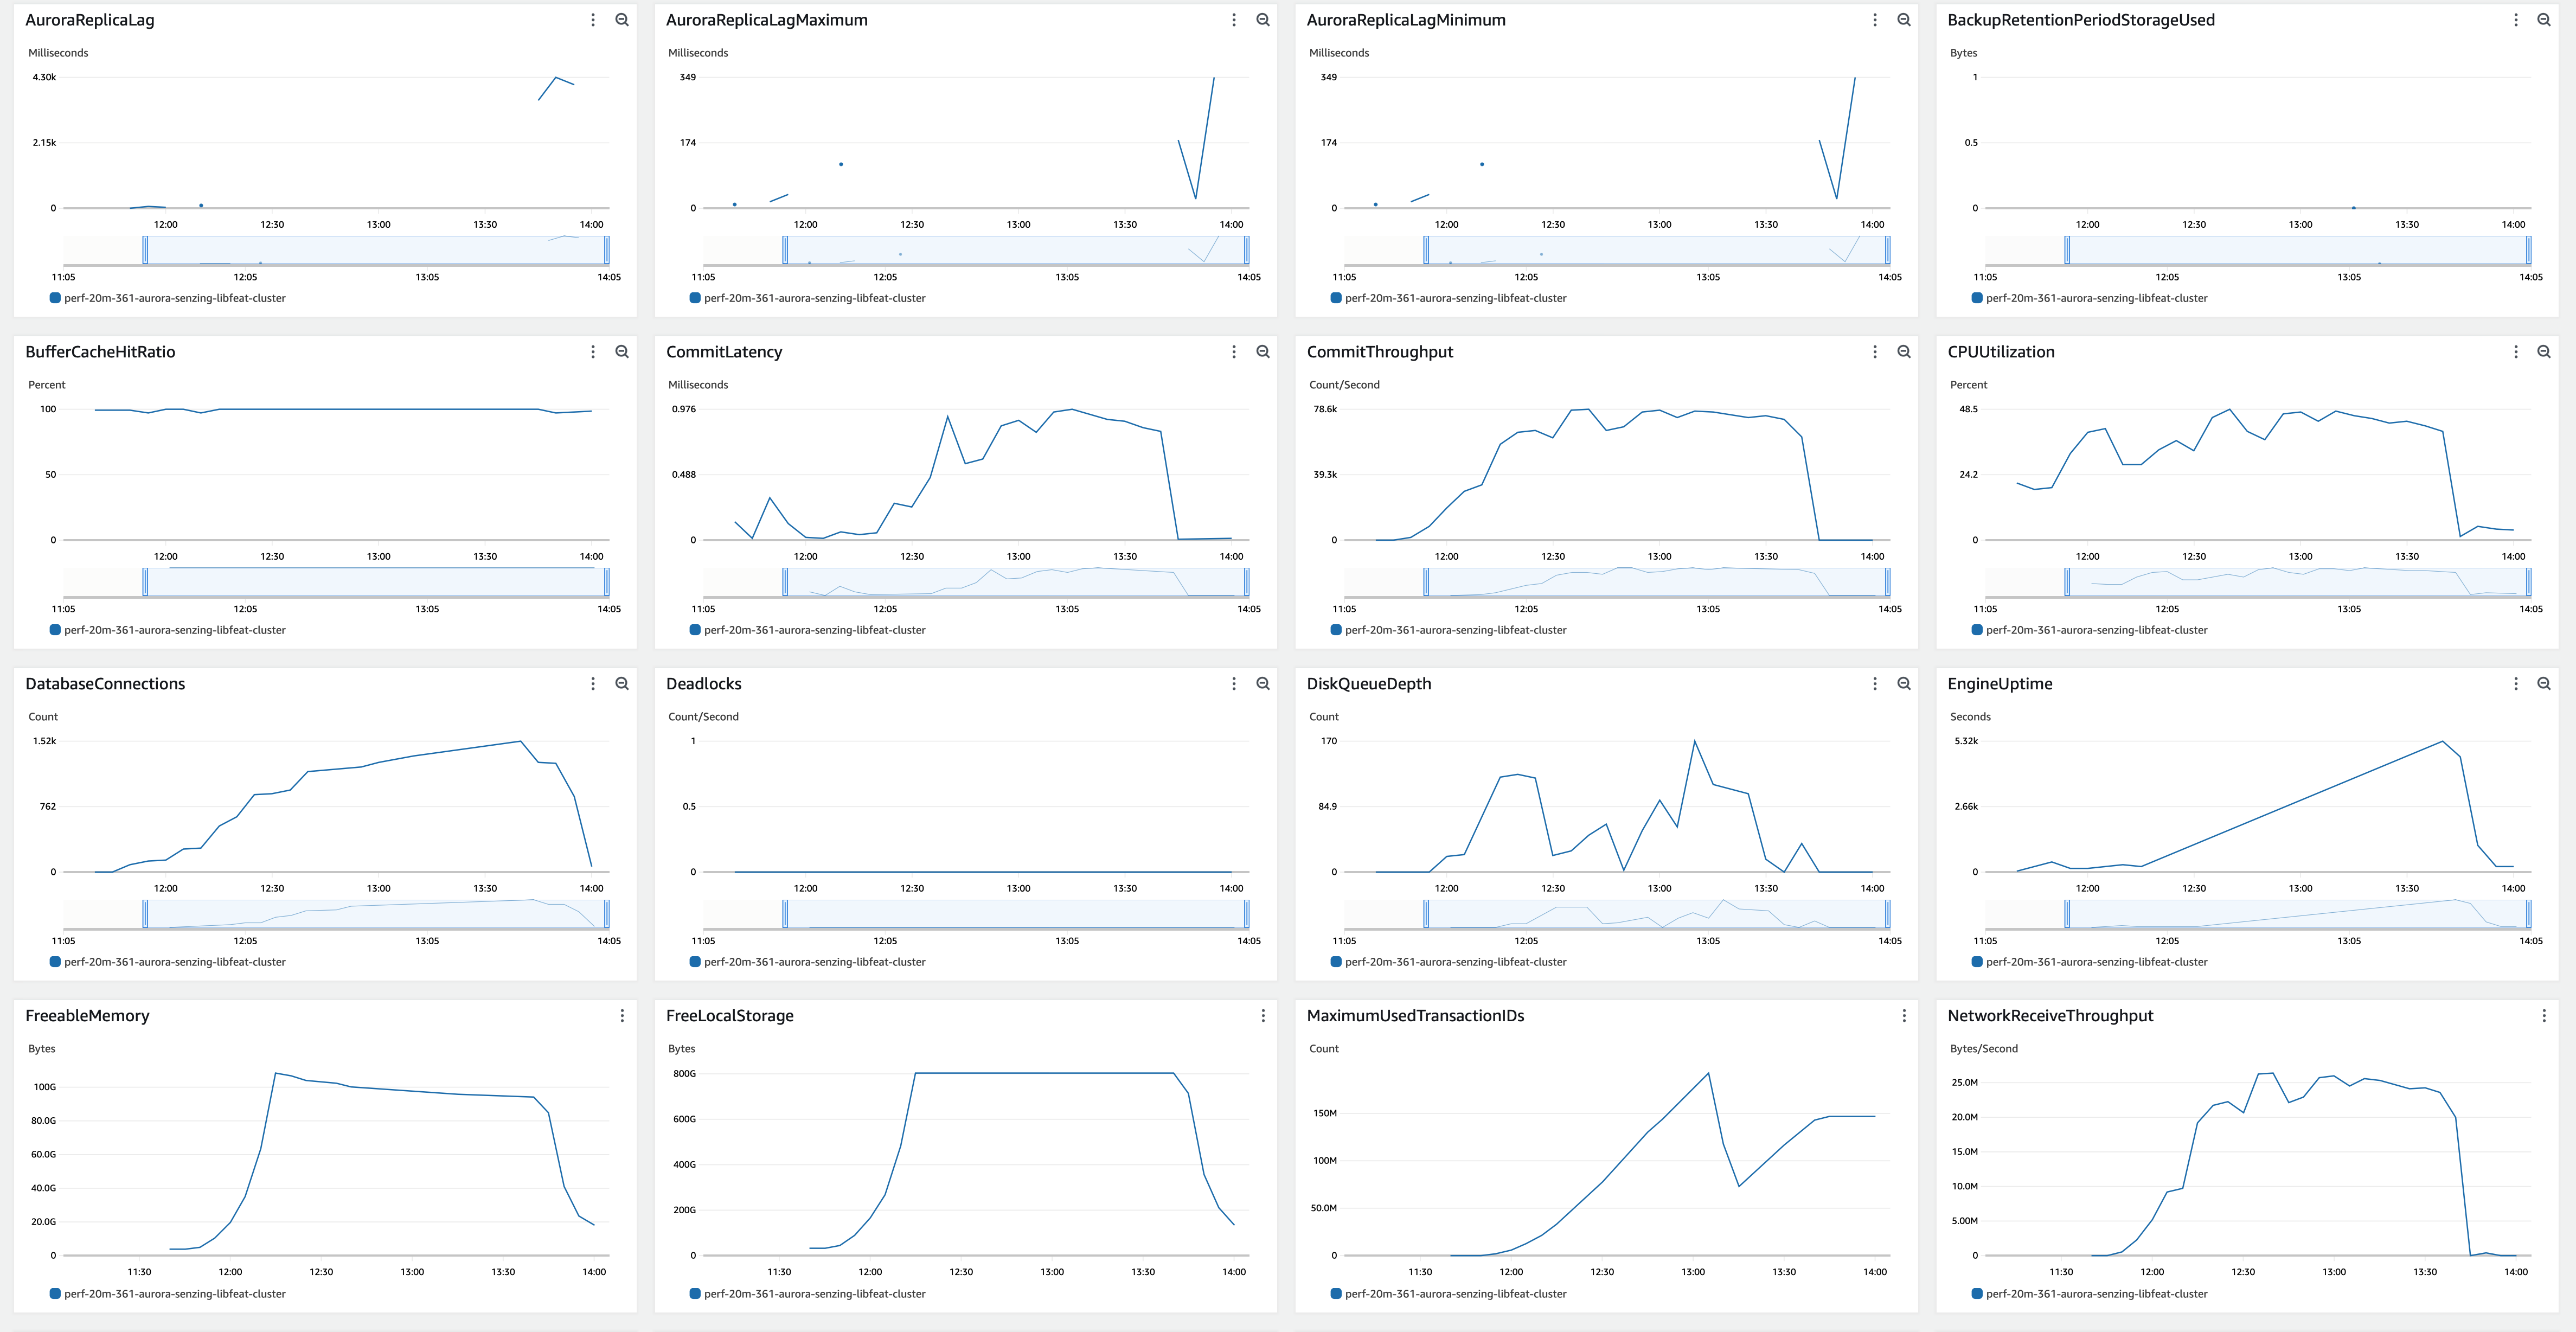 AuroraReplicaLag
Milliseconds
4.30k
2.15k
0
12:00 12:30 13:00 13:30 14:00
11:05 12:05 13:05 14:05
perf-20m-361-aurora-senzing-libfeat-cluster
AuroraReplicaLagMaximum
Milliseconds
349
174
0
12:00 12:30 13:00 13:30 14:00
11:05 12:05 13:05 14:05
perf-20m-361-aurora-senzing-libfeat-cluster
AuroraReplicaLagMinimum
Milliseconds
349
174
0
12:00 12:30 13:00 13:30 14:00
11:05 12:05 13:05 14:05
perf-20m-361-aurora-senzing-libfeat-cluster
BackupRetentionPeriodStorageUsed
Bytes
1
0.5
0
12:00 12:30 13:00 13:30 14:00
11:05 12:05 13:05 14:05
perf-20m-361-aurora-senzing-libfeat-cluster
BufferCacheHitRatio
Percent
100
50
0
12:00 12:30 13:00 13:30 14:00
11:05 12:05 13:05 14:05
perf-20m-361-aurora-senzing-libfeat-cluster
CommitLatency
Milliseconds
0.976
0.488
0
12:00 12:30 13:00 13:30 14:00
11:05 12:05 13:05 14:05
perf-20m-361-aurora-senzing-libfeat-cluster
CommitThroughput
Count/Second
78.6k
39.3k
0
12:00 12:30 13:00 13:30 14:00
11:05 12:05 13:05 14:05
perf-20m-361-aurora-senzing-libfeat-cluster
CPUUtilization
Percent
48.5
24.2
0
12:00 12:30 13:00 13:30 14:00
11:05 12:05 13:05 14:05
perf-20m-361-aurora-senzing-libfeat-cluster
DatabaseConnections
Count
1.52k
762
0
12:00 12:30 13:00 13:30 14:00
11:05 12:05 13:05 14:05
perf-20m-361-aurora-senzing-libfeat-cluster
Deadlocks
Count/Second
1
0.5
0
12:00 12:30 13:00 13:30 14:00
11:05 12:05 13:05 14:05
perf-20m-361-aurora-senzing-libfeat-cluster
DiskQueueDepth
Count
170
84.9
0
12:00 12:30 13:00 13:30 14:00
11:05 12:05 13:05 14:05
perf-20m-361-aurora-senzing-libfeat-cluster
EngineUptime
Seconds
5.32k
2.66k
0
12:00 12:30 13:00 13:30 14:00
11:05 12:05 13:05 14:05
perf-20m-361-aurora-senzing-libfeat-cluster
FreeableMemory
Bytes
100G
80.0G
60.0G
40.0G
20.0G
0
11:30 12:00 12:30 13:00 13:30 14:00
perf-20m-361-aurora-senzing-libfeat-cluster
FreeLocalStorage
Bytes
800G
600G
400G
200G
0
11:30 12:00 12:30 13:00 13:30 14:00
perf-20m-361-aurora-senzing-libfeat-cluster
MaximumUsedTransactionIDs
Count
150M
100M
50.0M
0
11:30 12:00 12:30 13:00 13:30 14:00
perf-20m-361-aurora-senzing-libfeat-cluster
NetworkReceiveThroughput
Bytes/Second
25.0M
20.0M
15.0M
10.0M
5.00M
0
11:30 12:00 12:30 13:00 13:30 14:00
perf-20m-361-aurora-senzing-libfeat-cluster